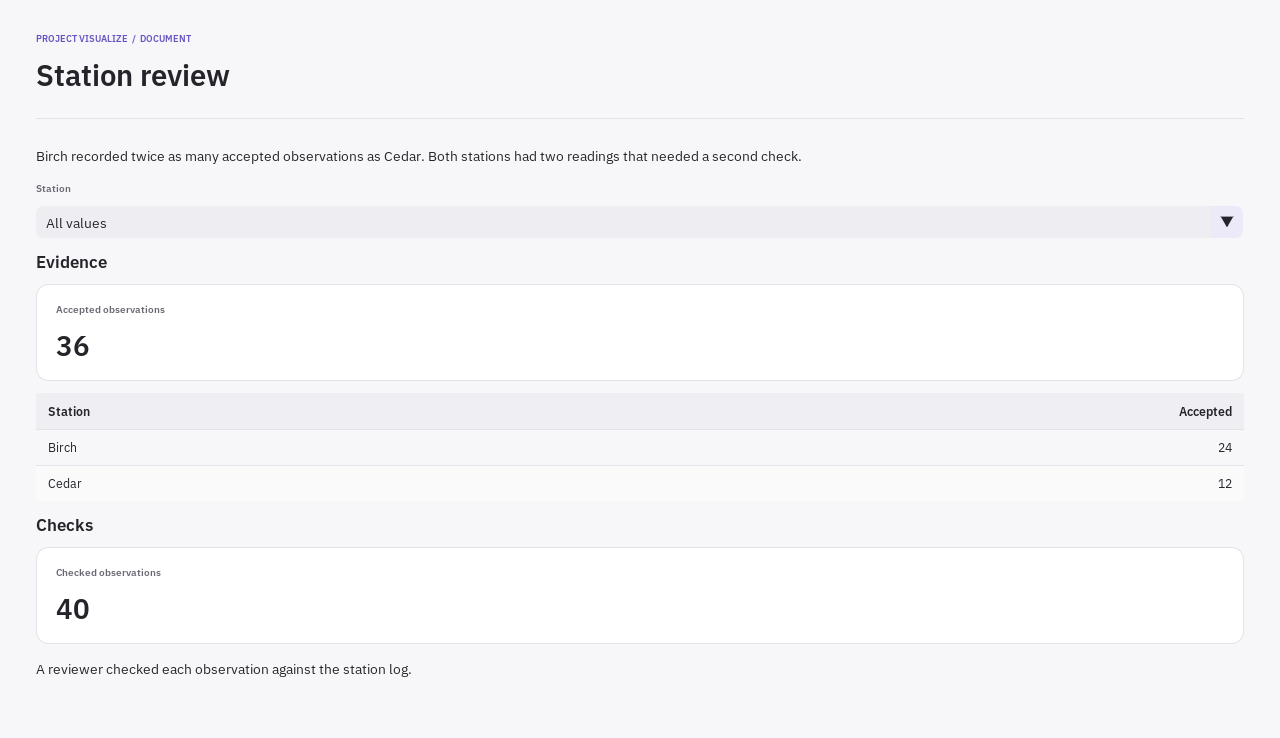 PROJECT VISUALIZE / DOCUMENT
Station review
Birch recorded twice as many accepted observations as Cedar. Both stations had two readings that needed a second check.
Station
All values
Evidence
Accepted observations
36
Station Accepted
Birch 24
Cedar 12
Checks
Checked observations
40
A reviewer checked each observation against the station log.